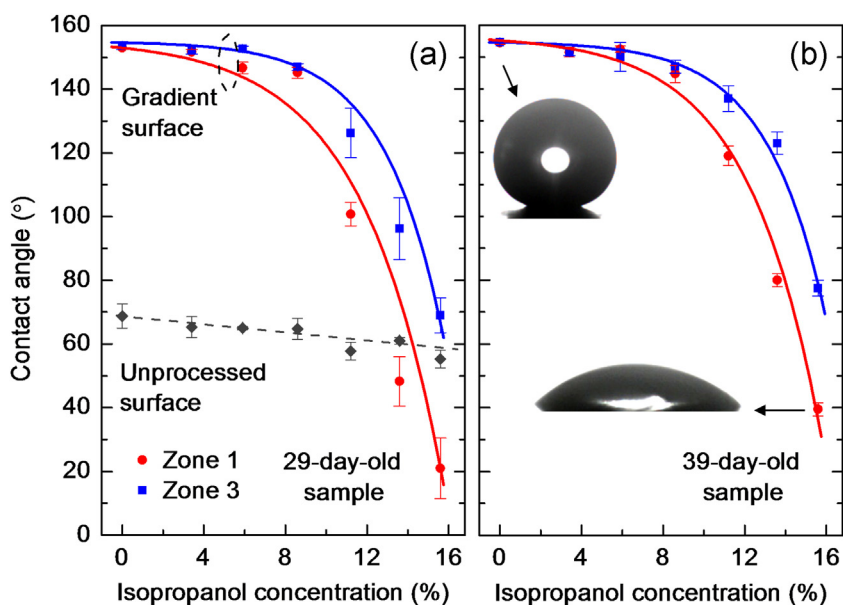 160
140
120
100
80
60
40
20
0
Contact angle (°)
(a)
Gradient
surface
Unprocessed
surface
Zone 1
Zone 3
29-day-old
sample
0
4
8
12
16
Isopropanol concentration (%)
(b)
39-day-old
sample
0
4
8
12
16
Isopropanol concentration (%)